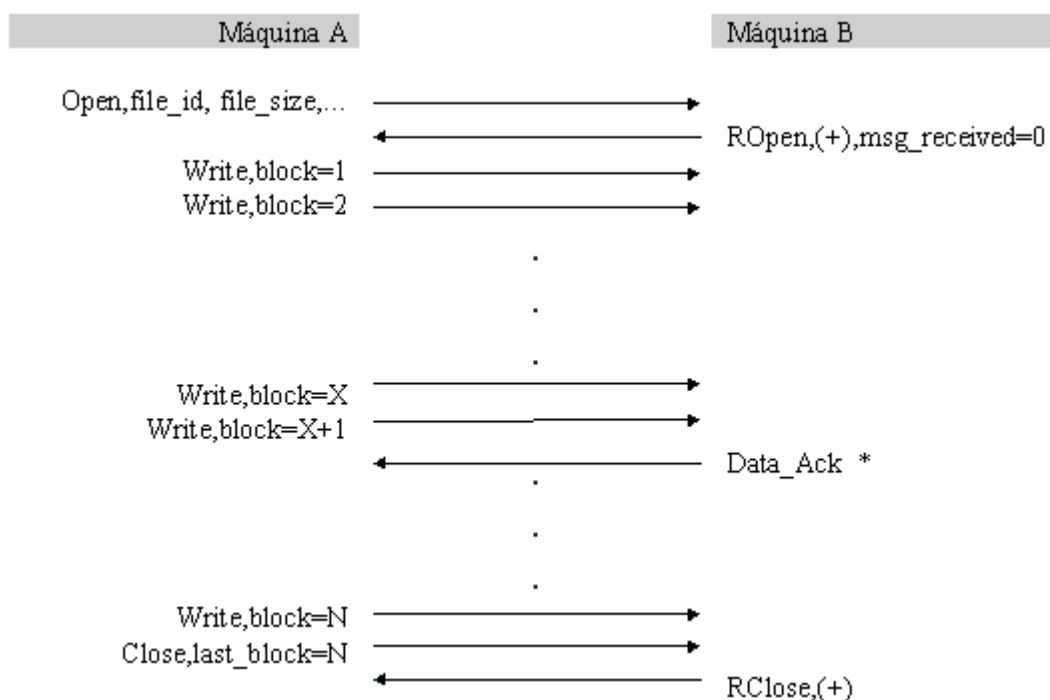 Máquina A
Máquina B
Open,file_id, file_size,...
ROpen,(+),msg_received=0
Write,block=1
Write,block=2
.
.
.
Write,block=X
Write,block=X+1
Data_Ack *
.
.
.
Write,block=N
Close,last_block=N
RClose,(+)